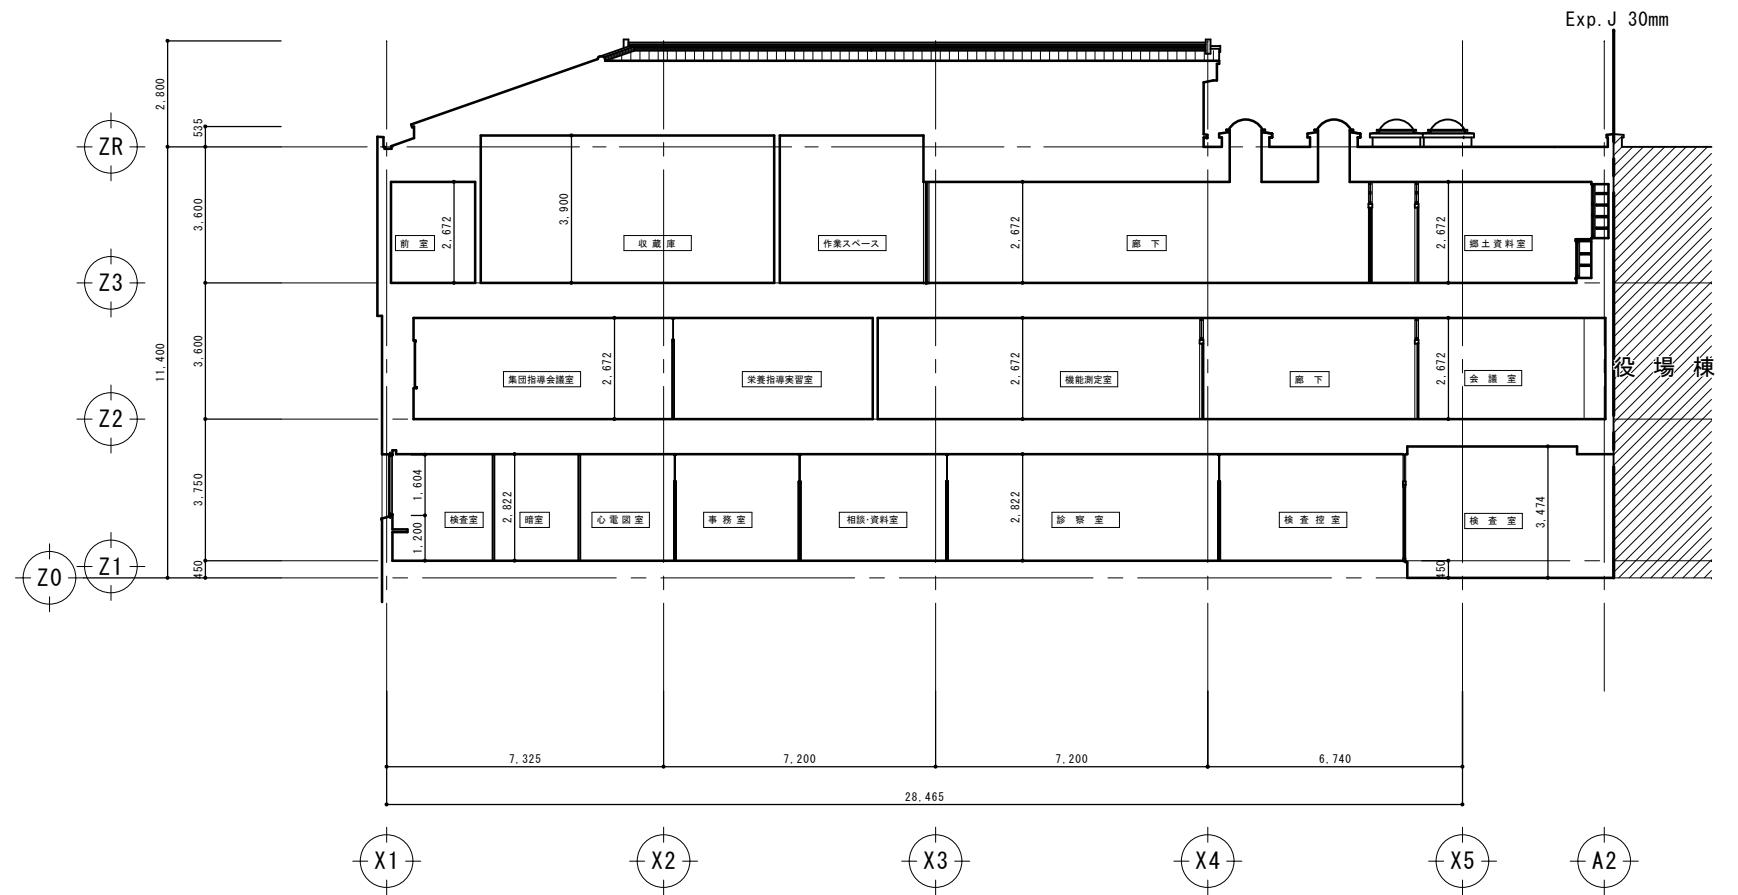 Exp.J 30mm
2,800
535
ZR
3,600
3,900
2,672
2,672
2,672
前 室
収 蔵 庫
作業スペース
廊 下
郷土資料室
Z3
11,400
3,600
2,672
2,672
2,672
集団指導会議室
栄養指導実習室
機能測定室
廊 下
会 議 室
役 場 棟
Z2
3,750
1,604
1,200
2,822
2,822
3,474
検査室
暗室
心電図室
事 務 室
相談・資料室
診 察 室
検 査 控 室
検 査 室
Z1
450
450
Z0
7,325
7,200
7,200
6,740
28,465
X1
X2
X3
X4
X5
A2